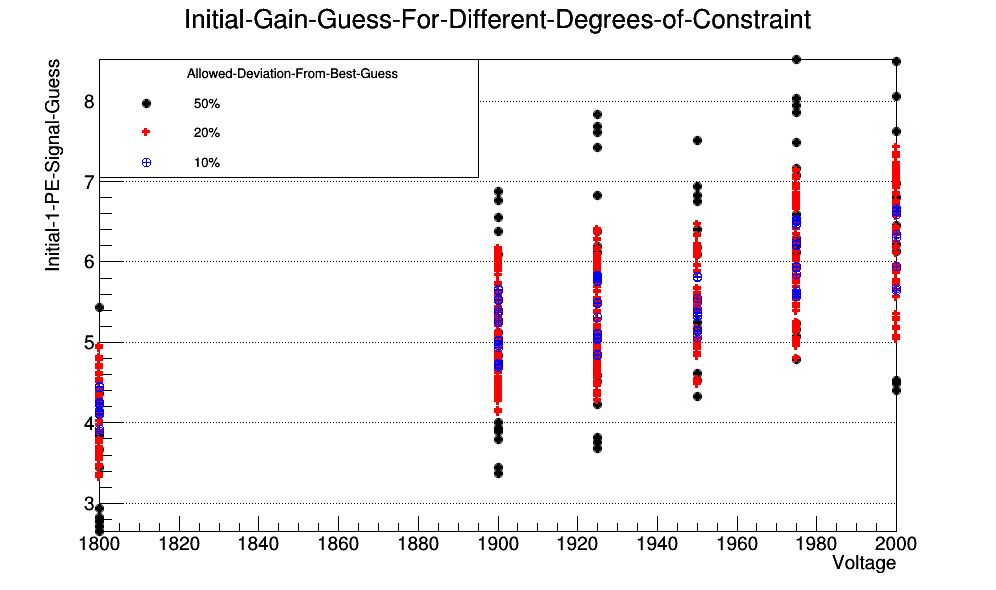 Initial-Gain-Guess-For-Different-Degrees-of-Constraint
Initial-1-PE-Signal-Guess
Allowed-Deviation-From-Best-Guess
50%
20%
10%
8
7
6
5
4
3
1800 1820 1840 1860 1880 1900 1920 1940 1960 1980 2000
Voltage